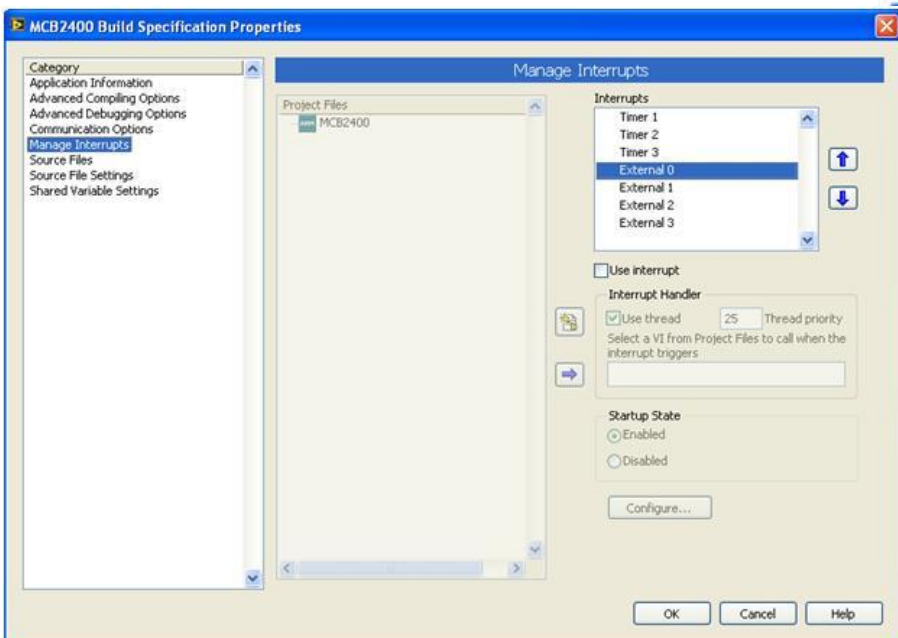 MCB2400 Build Specification Properties
Category
Application Information
Advanced Compiling Options
Advanced Debugging Options
Communication Options
Manage Interrupts
Source Files
Source File Settings
Shared Variable Settings
Manage Interrupts
Project Files
MCB2400
Interrupts
Timer 1
Timer 2
Timer 3
External 0
External 1
External 2
External 3
Use interrupt
Interrupt Handler
Use thread 25 Thread priority
Select a VI from Project Files to call when the
interrupt triggers
Startup State
Enabled
Disabled
Configure...
OK Cancel Help